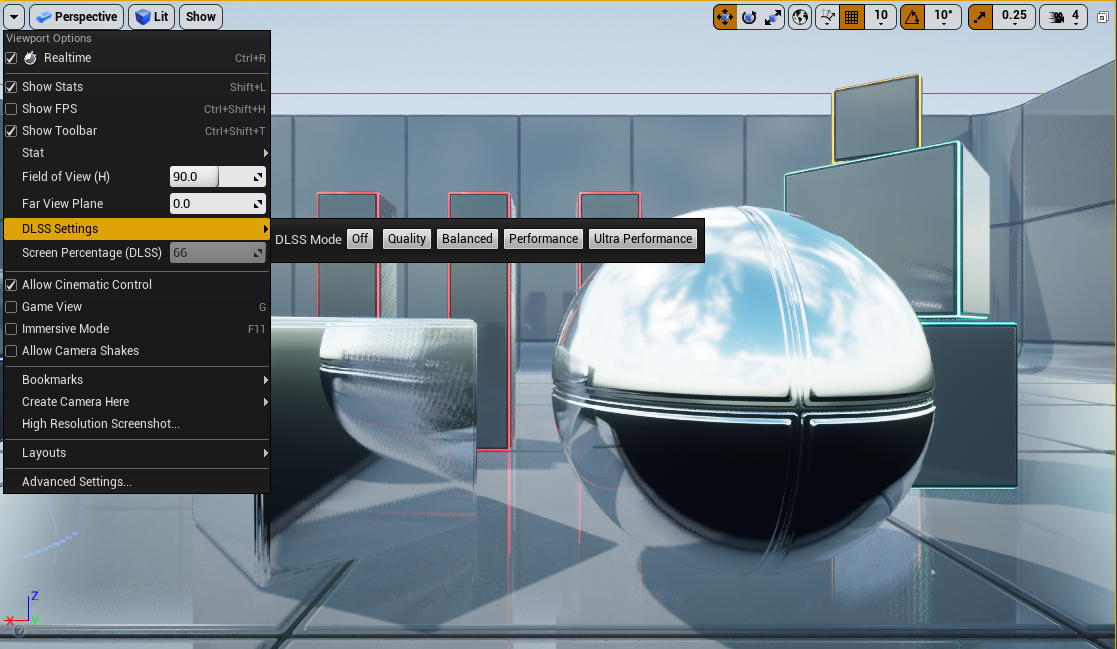 Perspective Lit Show 10 10° 0.25 4
Viewport Options
Realtime Ctrl+R
Show Stats Shift+L
Show FPS Ctrl+Shift+H
Show Toolbar Ctrl+Shift+T
Stat
Field of View (H) 90.0
Far View Plane 0.0
DLSS Settings
DLSS Mode Off Quality Balanced Performance Ultra Performance
Screen Percentage (DLSS) 66
Allow Cinematic Control
Game View G
Immersive Mode F11
Allow Camera Shakes
Bookmarks
Create Camera Here
High Resolution Screenshot...
Layouts
Advanced Settings...
Z
X Y
?